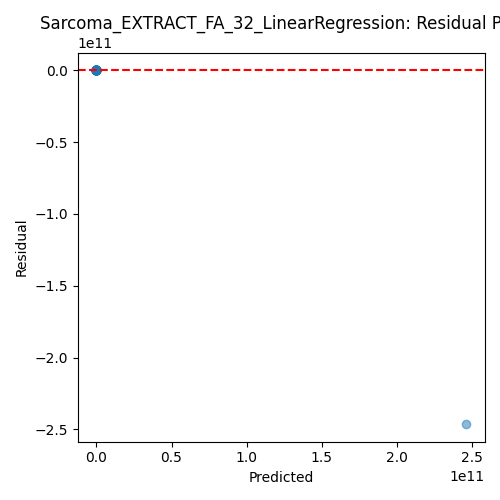 Sarcoma_EXTRACT_FA_32_LinearRegression: Residual P
1e11
0.0
−0.5
−1.0
−1.5
−2.0
−2.5
Residual
0.0 0.5 1.0 1.5 2.0 2.5
1e11
Predicted